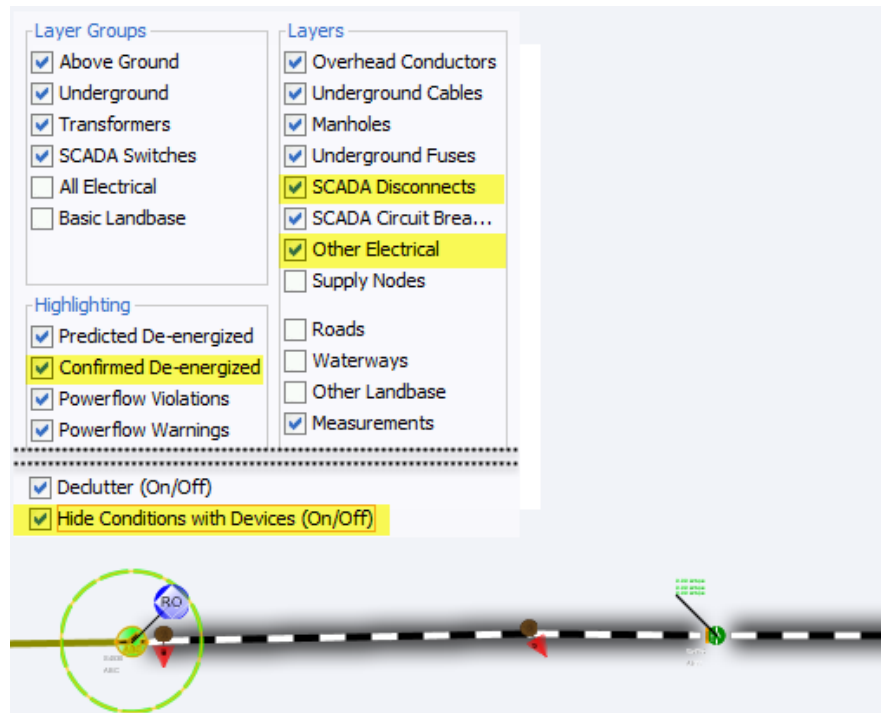 Layer Groups
Above Ground
Underground
Transformers
SCADA Switches
All Electrical
Basic Landbase
Highlighting
Predicted De-energized
Confirmed De-energized
Powerflow Violations
Powerflow Warnings
Layers
Overhead Conductors
Underground Cables
Manholes
Underground Fuses
SCADA Disconnects
SCADA Circuit Brea...
Other Electrical
Supply Nodes
Roads
Waterways
Other Landbase
Measurements
Declutter (On/Off)
Hide Conditions with Devices (On/Off)
RO
ABC